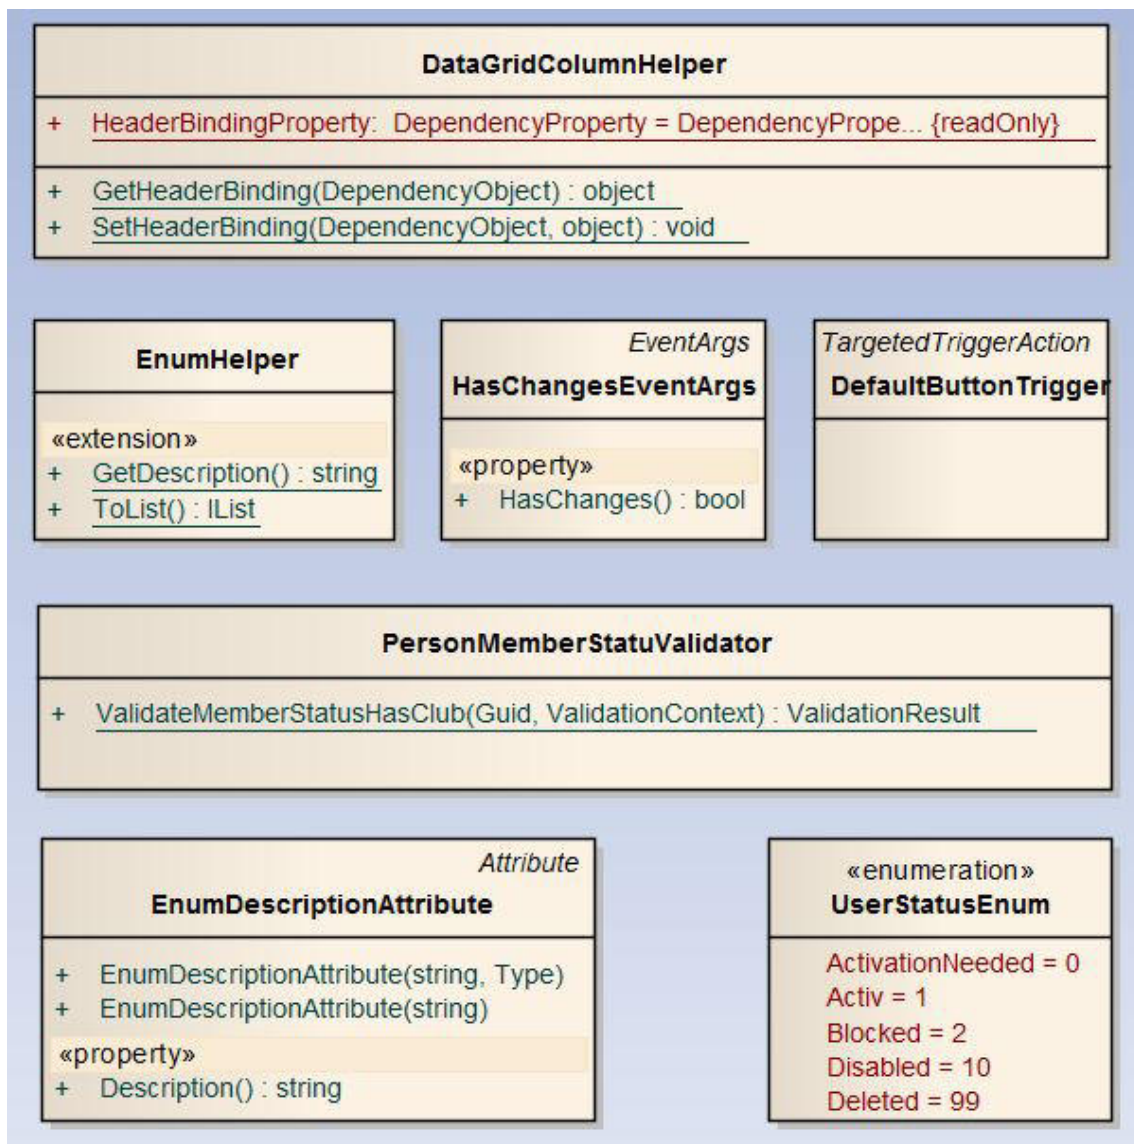 DataGridColumnHelper
+ HeaderBindingProperty: DependencyProperty = DependencyPrope... {readOnly}
+ GetHeaderBinding(DependencyObject) : object
+ SetHeaderBinding(DependencyObject, object) : void
EnumHelper
«extension»
+ GetDescription() : string
+ ToList() : IList
EventArgs
HasChangesEventArgs
«property»
+ HasChanges() : bool
TargetedTriggerAction
DefaultButtonTrigger
PersonMemberStatuValidator
+ ValidateMemberStatusHasClub(Guid, ValidationContext) : ValidationResult
Attribute
EnumDescriptionAttribute
+ EnumDescriptionAttribute(string, Type)
+ EnumDescriptionAttribute(string)
«property»
+ Description() : string
«enumeration»
UserStatusEnum
ActivationNeeded = 0
Activ = 1
Blocked = 2
Disabled = 10
Deleted = 99